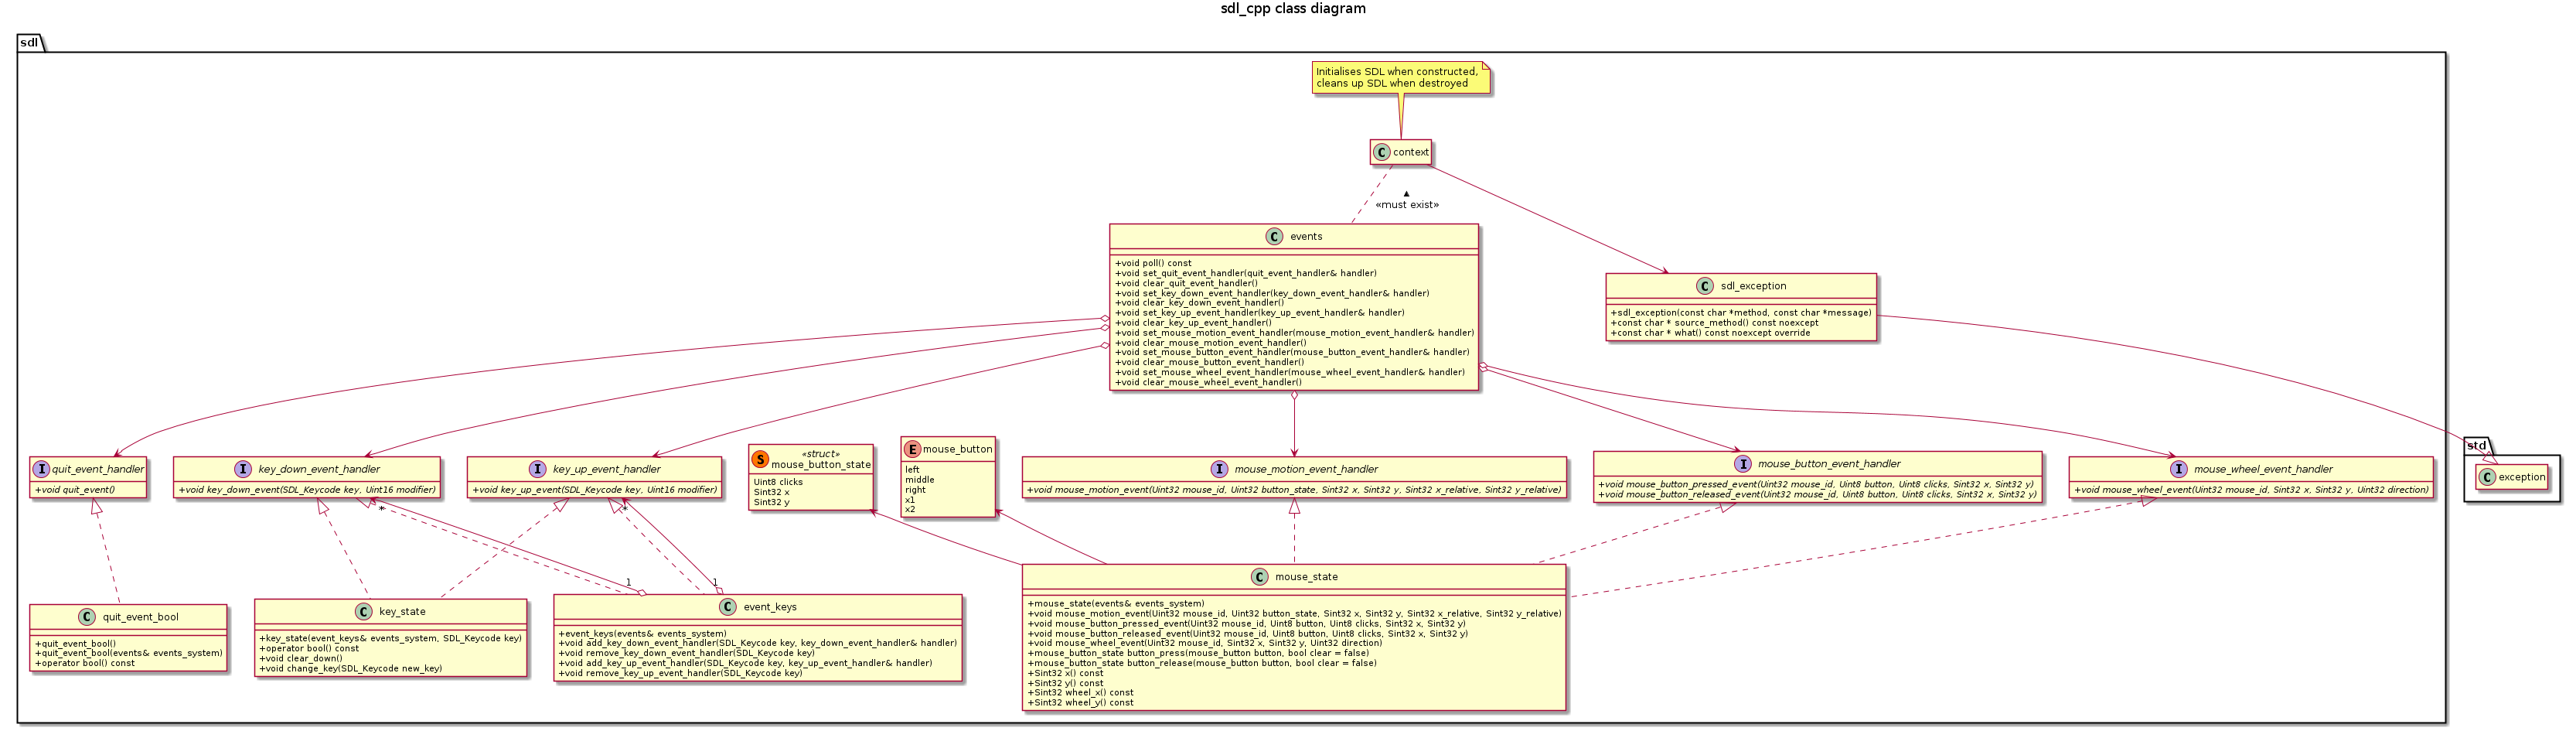 sdl_cpp class diagram
sdl
Initialises SDL when constructed,
cleans up SDL when destroyed
C context
▲
«must exist»
C events
+void poll() const
+void set_quit_event_handler(quit_event_handler& handler)
+void clear_quit_event_handler()
+void set_key_down_event_handler(key_down_event_handler& handler)
+void clear_key_down_event_handler()
+void set_key_up_event_handler(key_up_event_handler& handler)
+void clear_key_up_event_handler()
+void set_mouse_motion_event_handler(mouse_motion_event_handler& handler)
+void clear_mouse_motion_event_handler()
+void set_mouse_button_event_handler(mouse_button_event_handler& handler)
+void clear_mouse_button_event_handler()
+void set_mouse_wheel_event_handler(mouse_wheel_event_handler& handler)
+void clear_mouse_wheel_event_handler()
C sdl_exception
+sdl_exception(const char *method, const char *message)
+const char * source_method() const noexcept
+const char * what() const noexcept override
std
C exception
I quit_event_handler
+void quit_event()
I key_down_event_handler
+void key_down_event(SDL_Keycode key, Uint16 modifier)
I key_up_event_handler
+void key_up_event(SDL_Keycode key, Uint16 modifier)
S «struct»
mouse_button_state
Uint8 clicks
Sint32 x
Sint32 y
E mouse_button
left
middle
right
x1
x2
I mouse_motion_event_handler
+void mouse_motion_event(Uint32 mouse_id, Uint32 button_state, Sint32 x, Sint32 y, Sint32 x_relative, Sint32 y_relative)
I mouse_button_event_handler
+void mouse_button_pressed_event(Uint32 mouse_id, Uint8 button, Uint8 clicks, Sint32 x, Sint32 y)
+void mouse_button_released_event(Uint32 mouse_id, Uint8 button, Uint8 clicks, Sint32 x, Sint32 y)
I mouse_wheel_event_handler
+void mouse_wheel_event(Uint32 mouse_id, Sint32 x, Sint32 y, Uint32 direction)
*
*
1
1
C quit_event_bool
+quit_event_bool()
+quit_event_bool(events& events_system)
+operator bool() const
C key_state
+key_state(event_keys& events_system, SDL_Keycode key)
+operator bool() const
+void clear_down()
+void change_key(SDL_Keycode new_key)
C event_keys
+event_keys(events& events_system)
+void add_key_down_event_handler(SDL_Keycode key, key_down_event_handler& handler)
+void remove_key_down_event_handler(SDL_Keycode key)
+void add_key_up_event_handler(SDL_Keycode key, key_up_event_handler& handler)
+void remove_key_up_event_handler(SDL_Keycode key)
C mouse_state
+mouse_state(events& events_system)
+void mouse_motion_event(Uint32 mouse_id, Uint32 button_state, Sint32 x, Sint32 y, Sint32 x_relative, Sint32 y_relative)
+void mouse_button_pressed_event(Uint32 mouse_id, Uint8 button, Uint8 clicks, Sint32 x, Sint32 y)
+void mouse_button_released_event(Uint32 mouse_id, Uint8 button, Uint8 clicks, Sint32 x, Sint32 y)
+void mouse_wheel_event(Uint32 mouse_id, Sint32 x, Sint32 y, Uint32 direction)
+mouse_button_state button_press(mouse_button button, bool clear = false)
+mouse_button_state button_release(mouse_button button, bool clear = false)
+Sint32 x() const
+Sint32 y() const
+Sint32 wheel_x() const
+Sint32 wheel_y() const